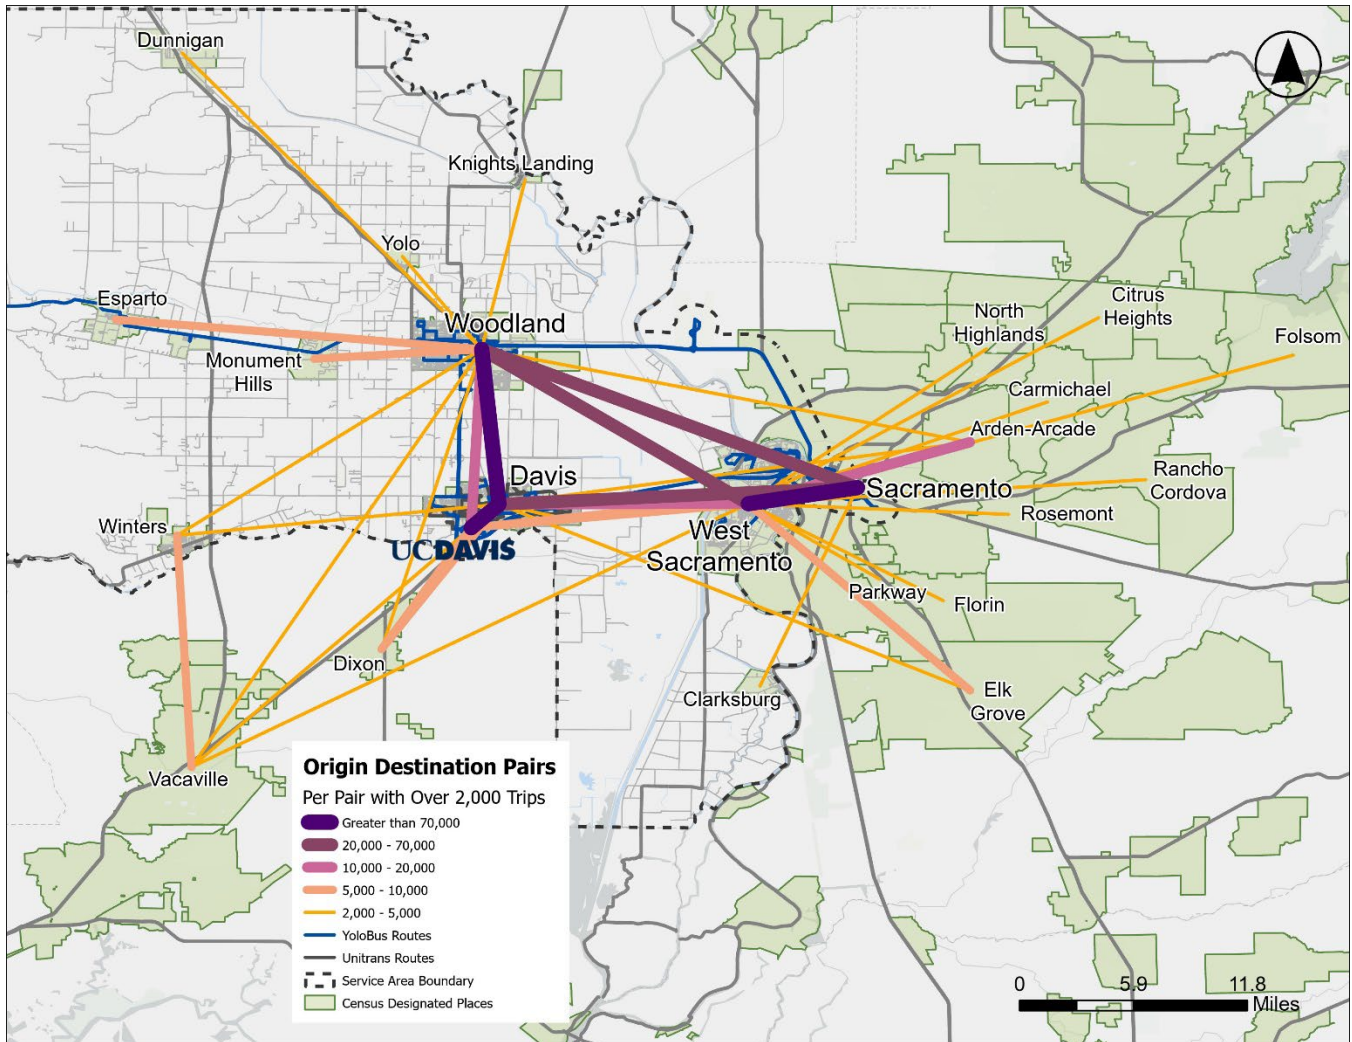 Dunnigan
Knights Landing
Yolo
Esparto
Woodland
Monument
Hills
North
Highlands
Citrus
Heights
Folsom
Carmichael
Arden-Arcade
Davis
Rancho
Cordova
Sacramento
Rosemont
Winters
UCDAVIS
West
Sacramento
Parkway
Florin
Dixon
Clarksburg
Elk
Grove
Vacaville
Origin Destination Pairs
Per Pair with Over 2,000 Trips
Greater than 70,000
20,000 - 70,000
10,000 - 20,000
5,000 - 10,000
2,000 - 5,000
YoloBus Routes
Unitrans Routes
Service Area Boundary
Census Designated Places
0 5.9 11.8
Miles